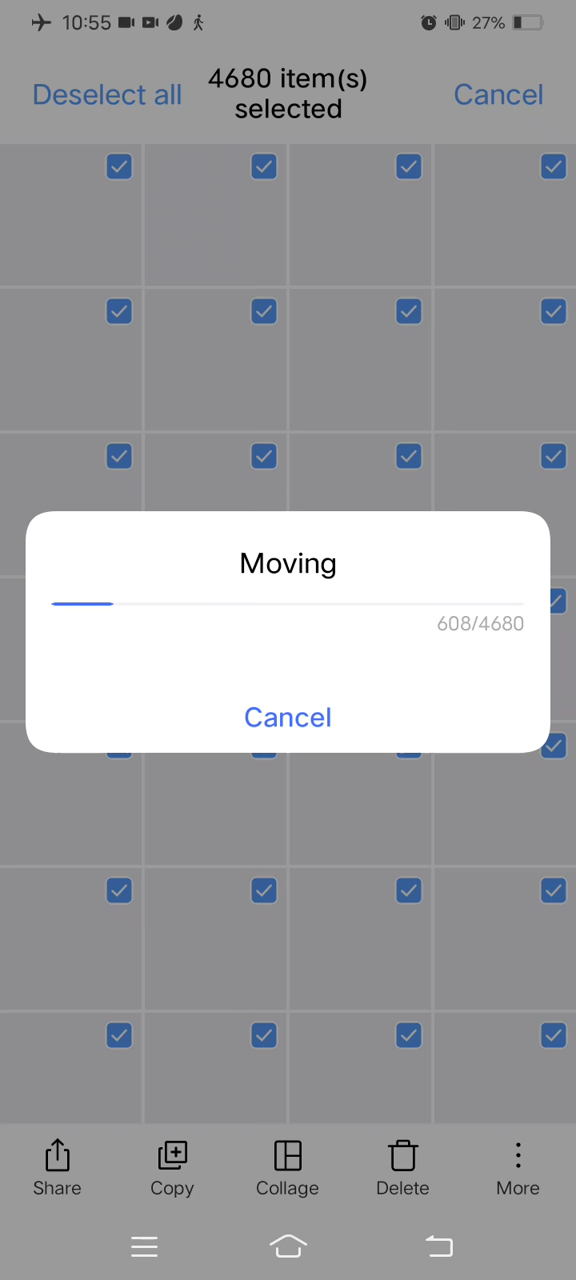 10:55
27%
Deselect all
4680 item(s)
selected
Cancel
Moving
608/4680
Cancel
Share
Copy
Collage
Delete
More